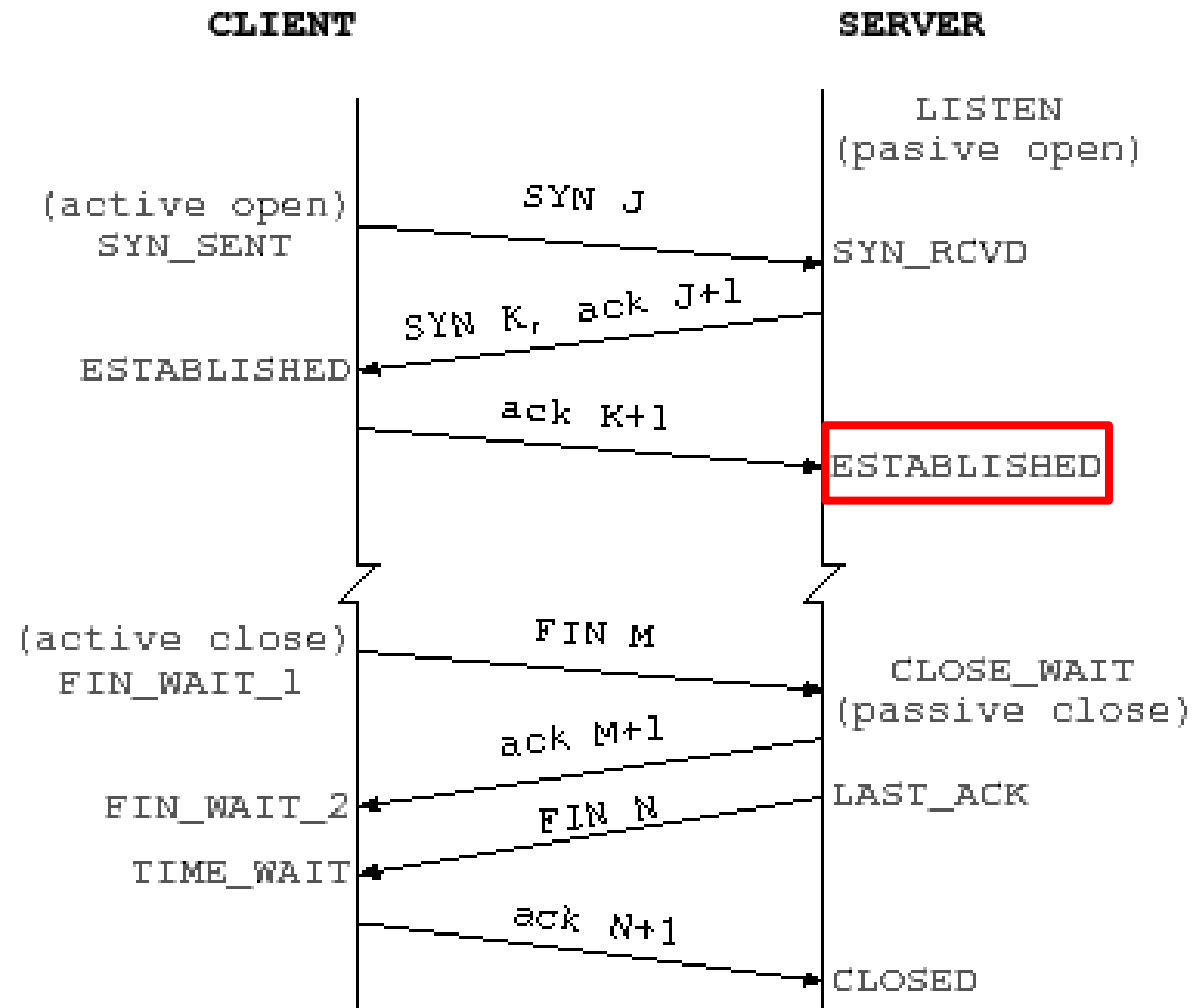 CLIENT
SERVER
LISTEN
(pasive open)
(active open)
SYN_SENT
SYN J
SYN_RCVD
SYN K, ack J+1
ESTABLISHED
ack K+1
ESTABLISHED
(active close)
FIN_WAIT_1
FIN M
CLOSE_WAIT
(passive close)
ack M+1
FIN_WAIT_2
LAST_ACK
FIN N
TIME_WAIT
ack N+1
CLOSED